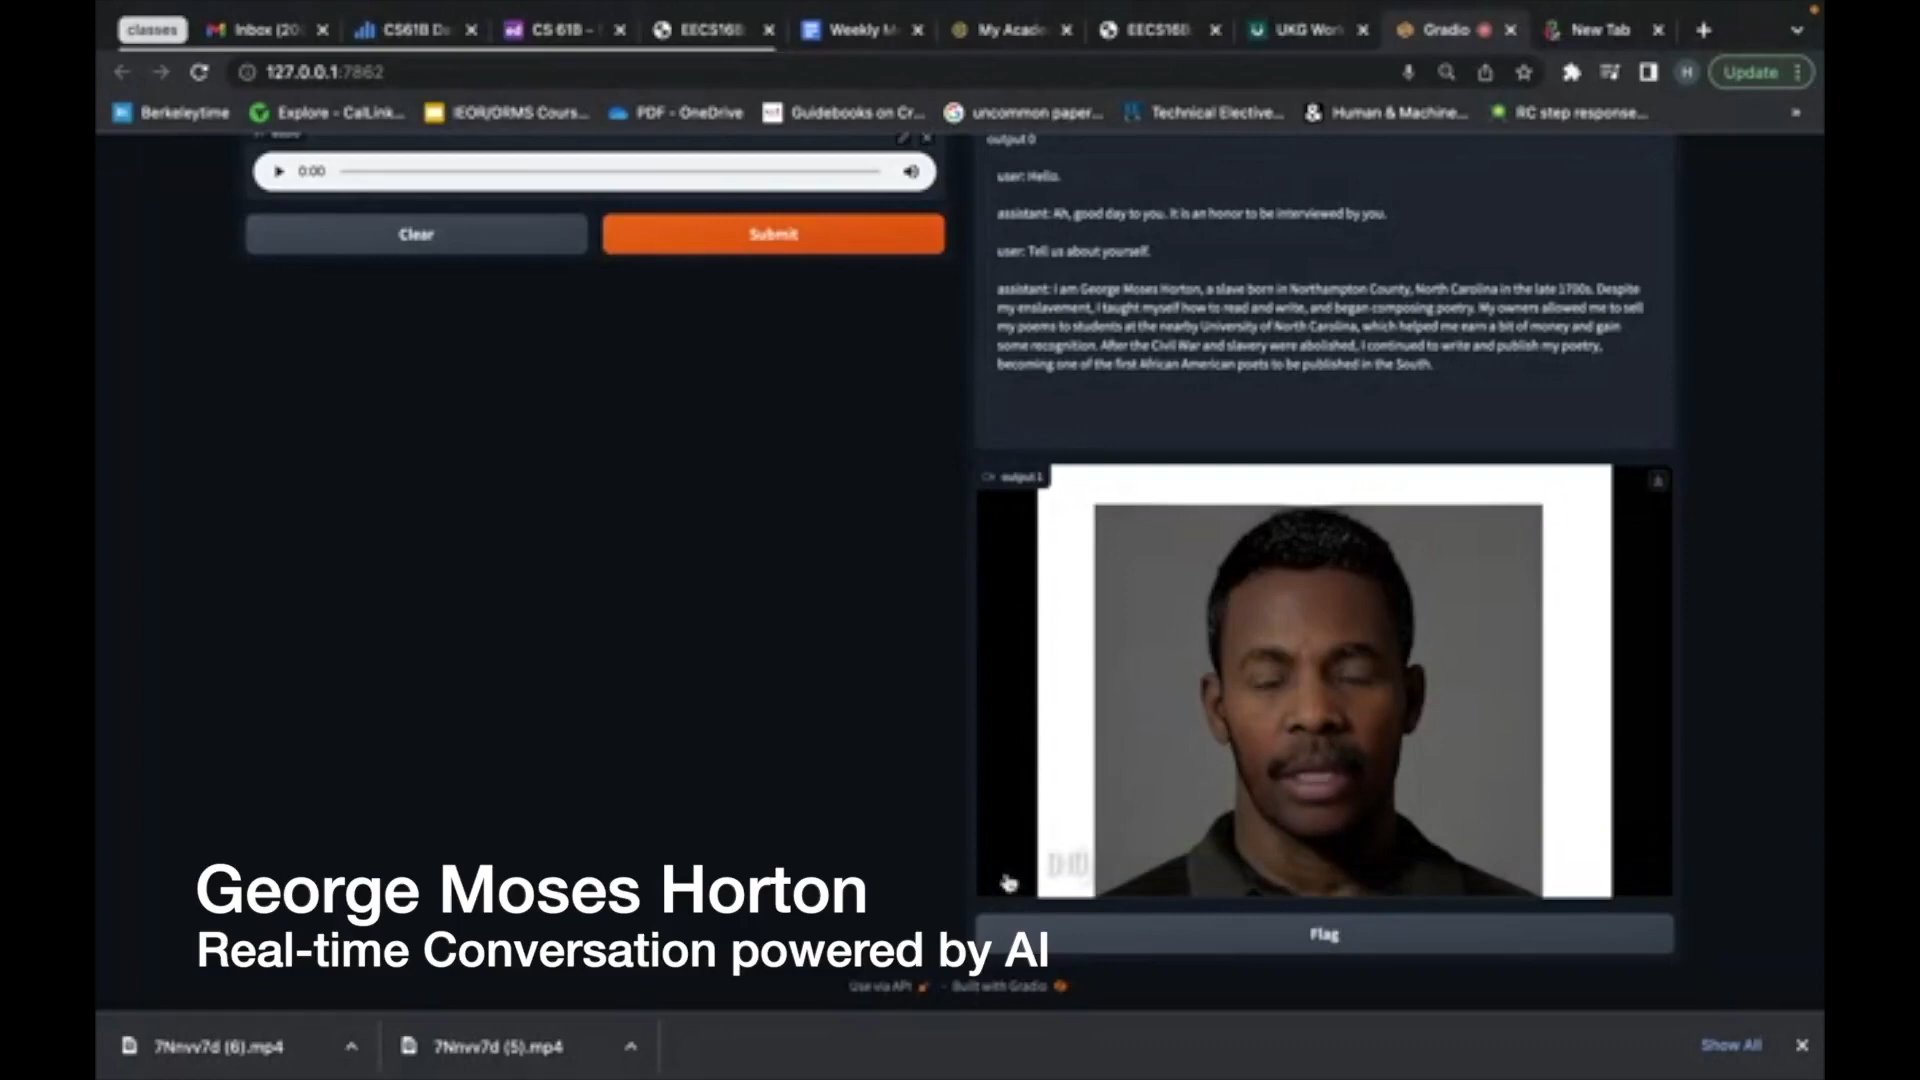 classes
Inbox (20
CS61B D
CS 61B –
EECS16B
Weekly M
My Acade
EECS16B
UKG Work
Gradio
New Tab
127.0.0.1:7862
H
Update
Berkeleytime
Explore - CalLink...
IEOR/ORMS Cours...
PDF - OneDrive
Guidebooks on Cr...
uncommon paper...
Technical Elective...
Human & Machine...
RC step response...
»
0:00
Clear
Submit
output 0
user: Hello.
assistant: Ah, good day to you. It is an honor to be interviewed by you.
user: Tell us about yourself.
assistant: I am George Moses Horton, a slave born in Northampton County, North Carolina in the late 1700s. Despite
my enslavement, I taught myself how to read and write, and began composing poetry. My owners allowed me to sell
my poems to students at the nearby University of North Carolina, which helped me earn a bit of money and gain
some recognition. After the Civil War and slavery were abolished, I continued to write and publish my poetry,
becoming one of the first African American poets to be published in the South.
output 1
D-ID
Flag
George Moses Horton
Real-time Conversation powered by AI
Use via API · Built with Gradio
7Nnvv7d (6).mp4
7Nnvv7d (5).mp4
Show All